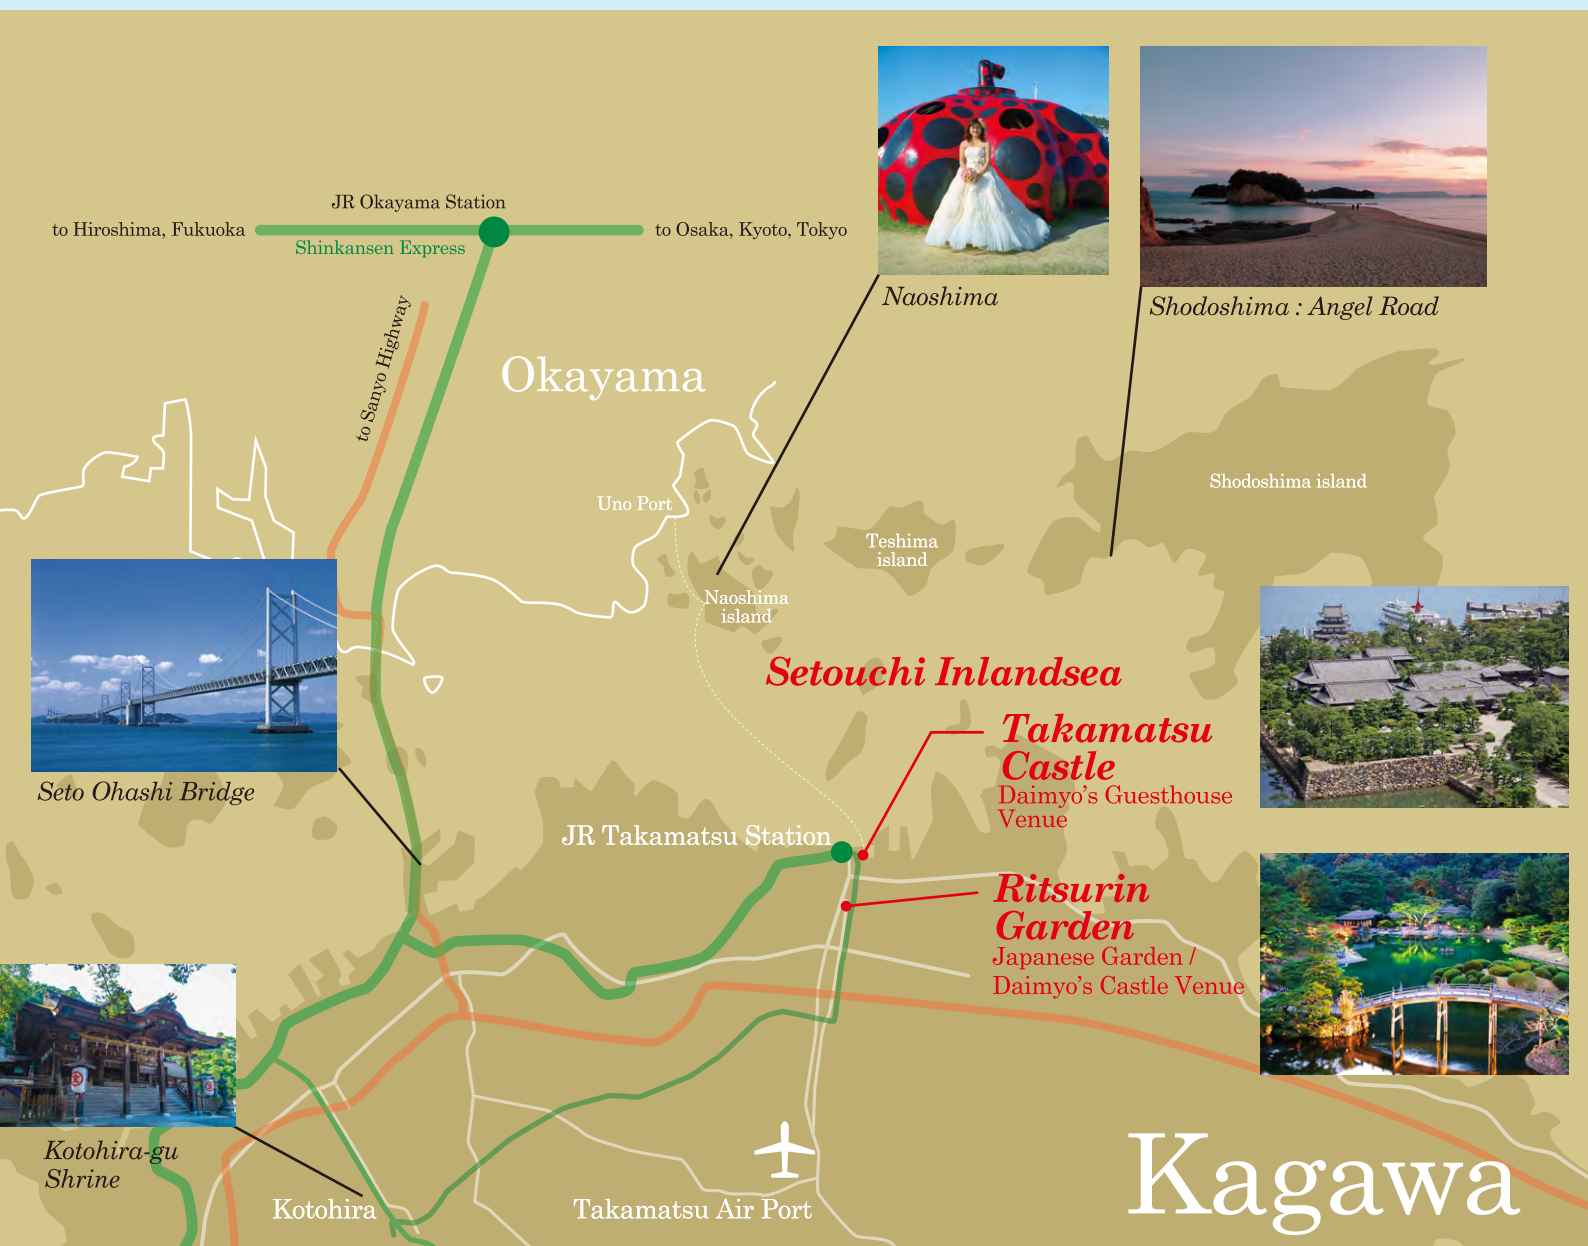 JR Okayama Station
to Hiroshima, Fukuoka
to Osaka, Kyoto, Tokyo
Shinkansen Express
to Sanyo Highway
Okayama
Naoshima
Shodoshima : Angel Road
Shodoshima island
Uno Port
Teshima
island
Naoshima
island
Setouchi Inlandsea
Takamatsu
Castle
Daimyo's Guesthouse
Venue
Seto Ohashi Bridge
JR Takamatsu Station
Ritsurin
Garden
Japanese Garden /
Daimyo's Castle Venue
Kotohira-gu
Shrine
Kotohira
Takamatsu Air Port
Kagawa